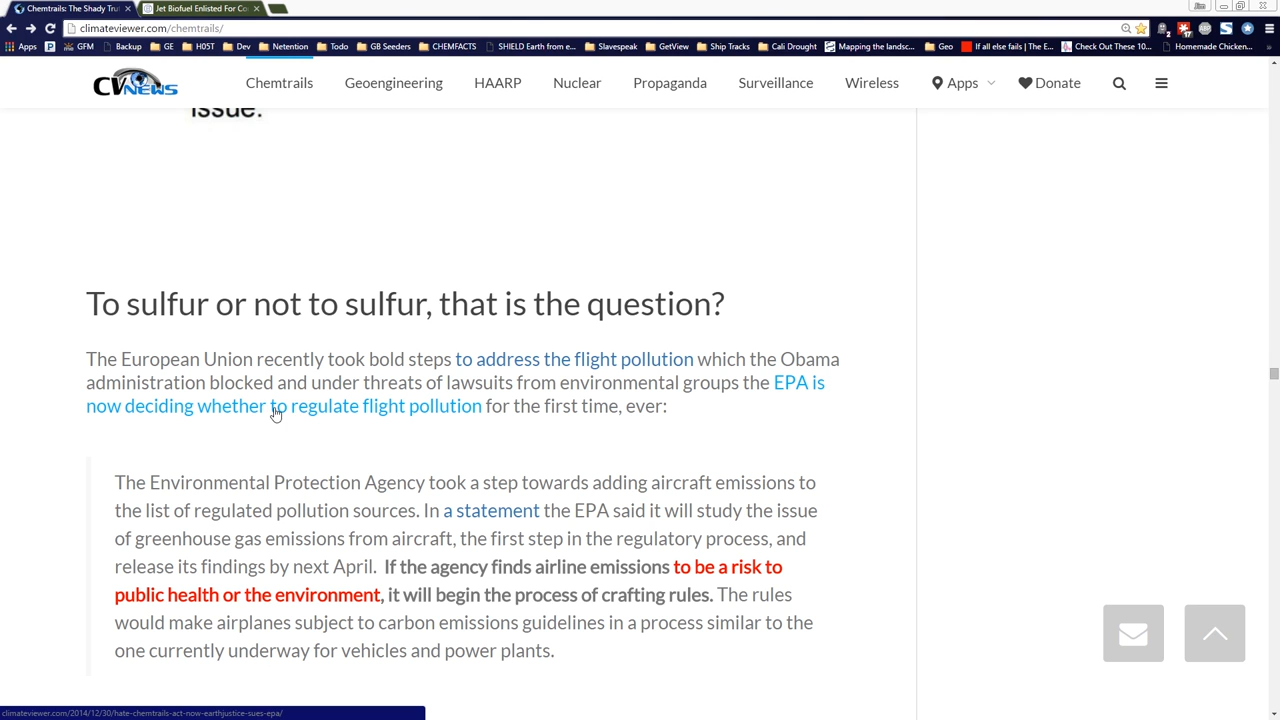 Chemtrails: The Shady Tru
Jet Biofuel Enlisted For Co
climateviewer.com/chemtrails/
Apps
GFM
Backup
GE
H05T
Dev
Netention
Todo
GB Seeders
CHEMFACTS
SHIELD Earth from e...
Slavespeak
GetView
Ship Tracks
Cali Drought
Mapping the landsc...
Geo
If all else fails | The E...
Check Out These 10...
Homemade Chicken...
CV NEWS
Chemtrails
Geoengineering
HAARP
Nuclear
Propaganda
Surveillance
Wireless
Apps
Donate
issue.
To sulfur or not to sulfur, that is the question?
The European Union recently took bold steps to address the flight pollution which the Obama
administration blocked and under threats of lawsuits from environmental groups the EPA is
now deciding whether to regulate flight pollution for the first time, ever:
The Environmental Protection Agency took a step towards adding aircraft emissions to
the list of regulated pollution sources. In a statement the EPA said it will study the issue
of greenhouse gas emissions from aircraft, the first step in the regulatory process, and
release its findings by next April. If the agency finds airline emissions to be a risk to
public health or the environment, it will begin the process of crafting rules. The rules
would make airplanes subject to carbon emissions guidelines in a process similar to the
one currently underway for vehicles and power plants.
climateviewer.com/2014/12/30/hate-chemtrails-act-now-earthjustice-sues-epa/